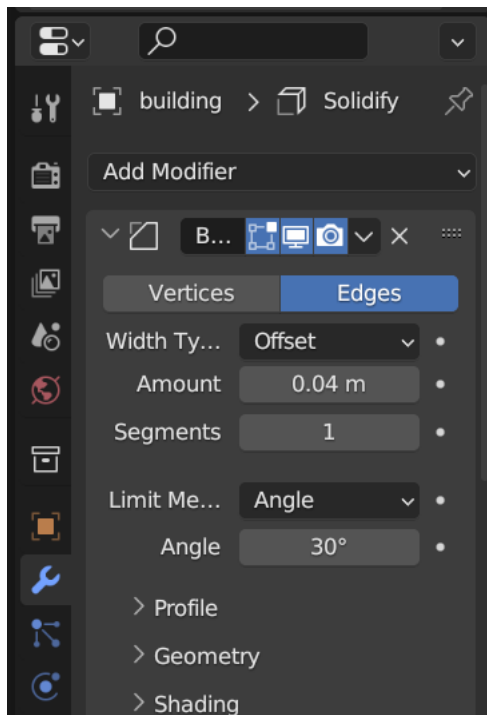 building > Solidify
Add Modifier
B...
Vertices Edges
Width Ty... Offset
Amount 0.04 m
Segments 1
Limit Me... Angle
Angle 30°
Profile
Geometry
Shading